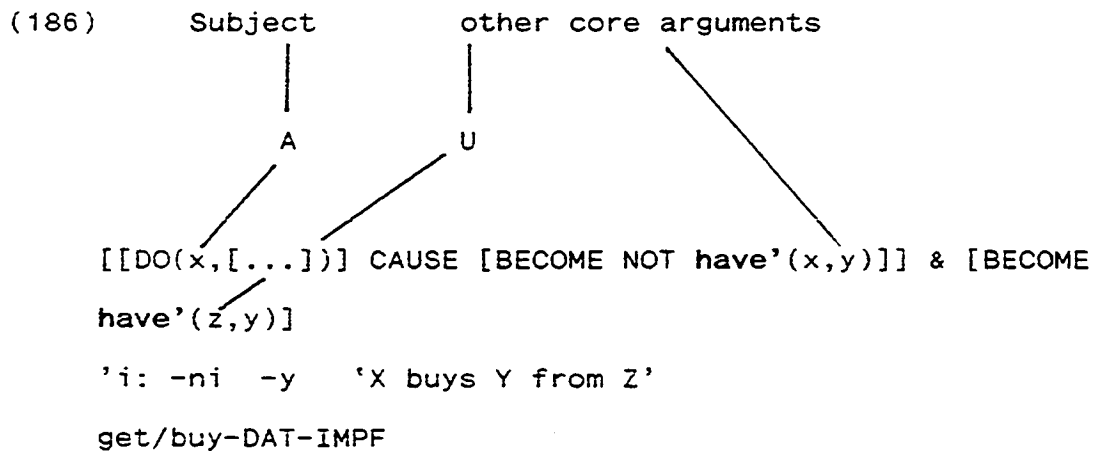 (186) Subject other core arguments
A U
[[DO(x,[...])] CAUSE [BECOME NOT have'(x,y)]] & [BECOME
have'(z,y)]
'i: -ni -y 'X buys Y from Z'
get/buy-DAT-IMPF